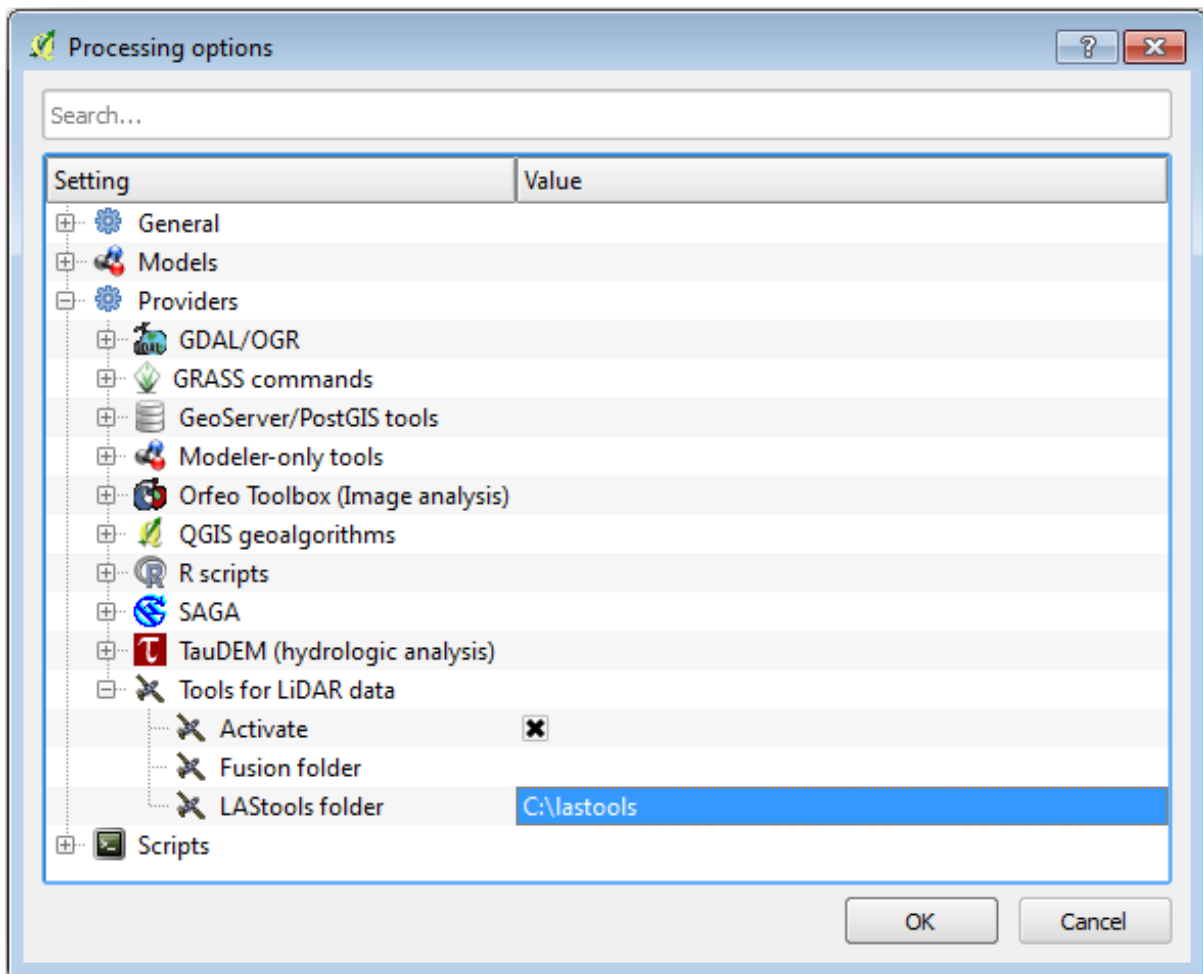 Processing options
Search...
Setting Value
General
Models
Providers
GDAL/OGR
GRASS commands
GeoServer/PostGIS tools
Modeler-only tools
Orfeo Toolbox (Image analysis)
QGIS geoalgorithms
R scripts
SAGA
TauDEM (hydrologic analysis)
Tools for LiDAR data
Activate
Fusion folder
LAStools folder C:\lastools
Scripts
OK Cancel